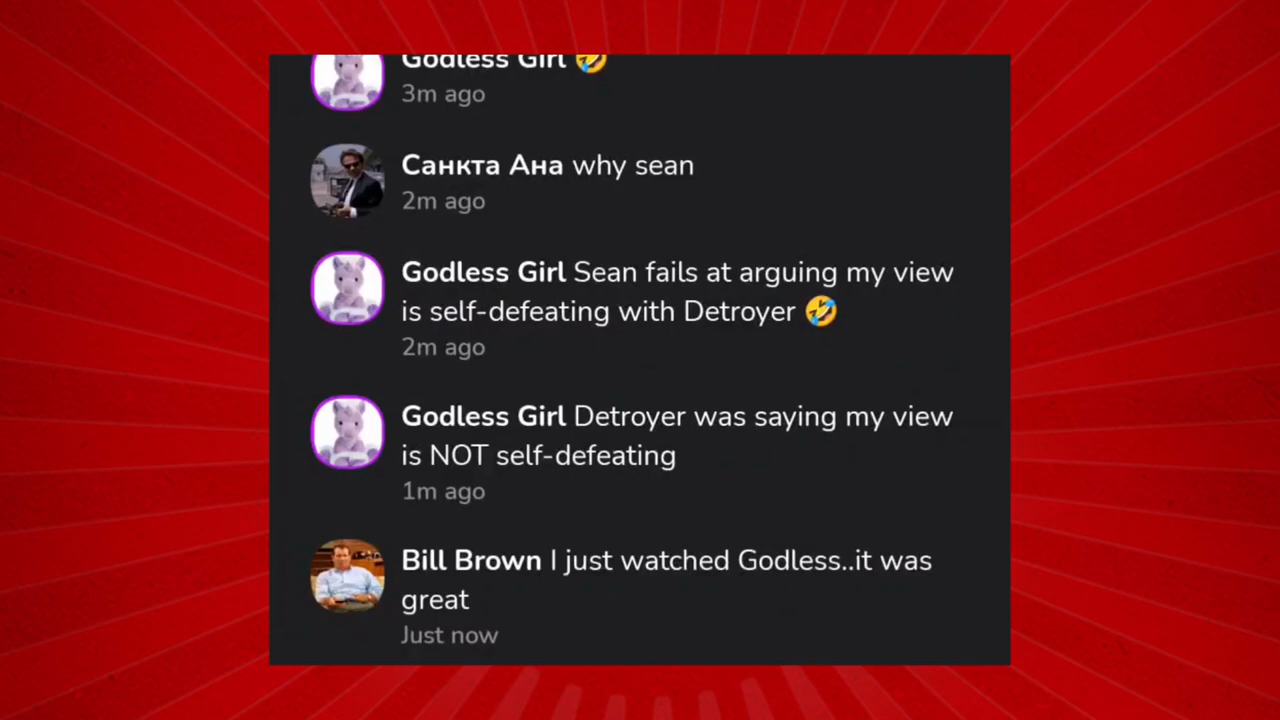 Godless Girl 🤣
3m ago
Санкта Ана why sean
2m ago
Godless Girl Sean fails at arguing my view
is self-defeating with Detroyer 🤣
2m ago
Godless Girl Detroyer was saying my view
is NOT self-defeating
1m ago
Bill Brown I just watched Godless..it was
great
Just now